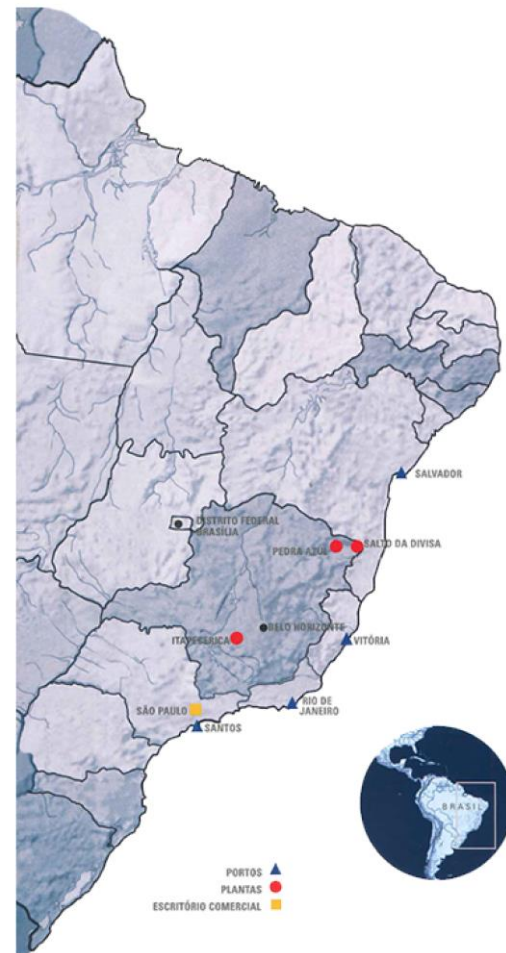 SALVADOR
DISTRITO FEDERAL
BRASÍLIA
PEDRA AZUL
SALTO DA DIVISA
BELO HORIZONTE
ITAPECERICA
VITÓRIA
SÃO PAULO
RIO DE
JANEIRO
SANTOS
BRASIL
PORTOS
PLANTAS
ESCRITÓRIO COMERCIAL